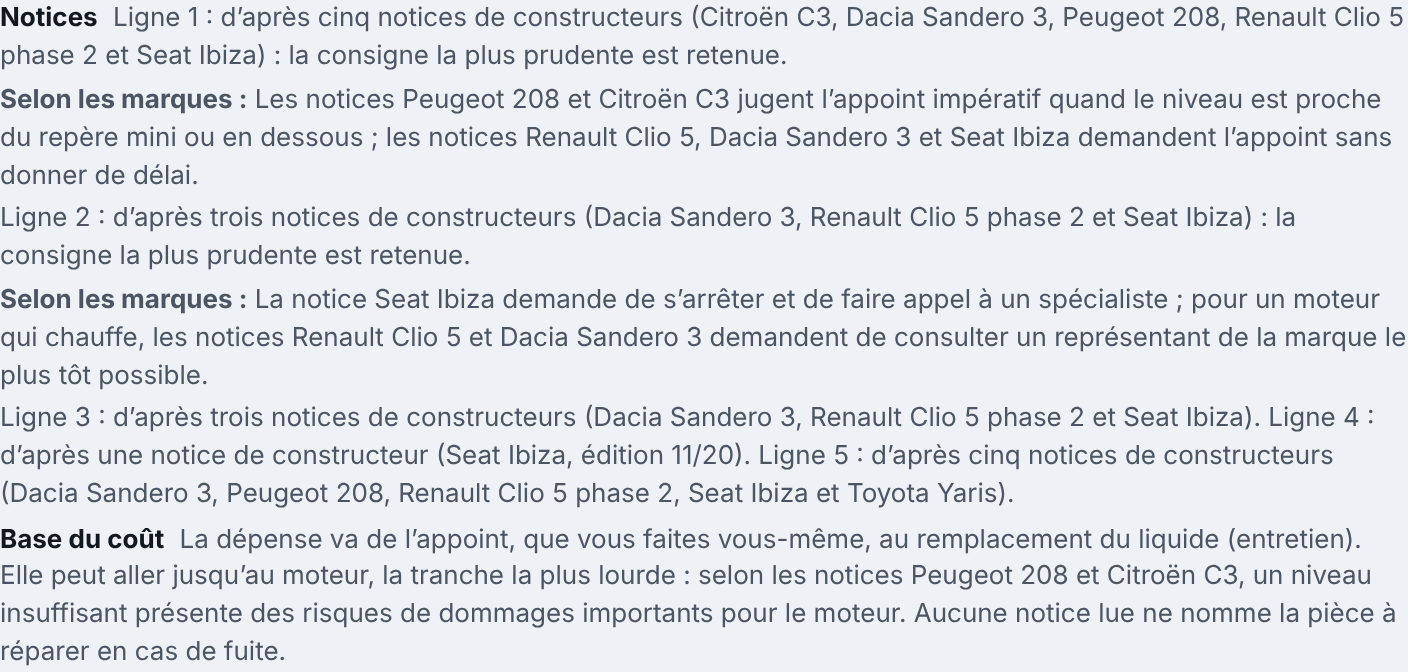 Notices Ligne 1 : d’après cinq notices de constructeurs (Citroën C3, Dacia Sandero 3, Peugeot 208, Renault Clio 5
phase 2 et Seat Ibiza) : la consigne la plus prudente est retenue.
Selon les marques : Les notices Peugeot 208 et Citroën C3 jugent l’appoint impératif quand le niveau est proche
du repère mini ou en dessous ; les notices Renault Clio 5, Dacia Sandero 3 et Seat Ibiza demandent l’appoint sans
donner de délai.
Ligne 2 : d’après trois notices de constructeurs (Dacia Sandero 3, Renault Clio 5 phase 2 et Seat Ibiza) : la
consigne la plus prudente est retenue.
Selon les marques : La notice Seat Ibiza demande de s’arrêter et de faire appel à un spécialiste ; pour un moteur
qui chauffe, les notices Renault Clio 5 et Dacia Sandero 3 demandent de consulter un représentant de la marque le
plus tôt possible.
Ligne 3 : d’après trois notices de constructeurs (Dacia Sandero 3, Renault Clio 5 phase 2 et Seat Ibiza). Ligne 4 :
d’après une notice de constructeur (Seat Ibiza, édition 11/20). Ligne 5 : d’après cinq notices de constructeurs
(Dacia Sandero 3, Peugeot 208, Renault Clio 5 phase 2, Seat Ibiza et Toyota Yaris).
Base du coût La dépense va de l’appoint, que vous faites vous-même, au remplacement du liquide (entretien).
Elle peut aller jusqu’au moteur, la tranche la plus lourde : selon les notices Peugeot 208 et Citroën C3, un niveau
insuffisant présente des risques de dommages importants pour le moteur. Aucune notice lue ne nomme la pièce à
réparer en cas de fuite.